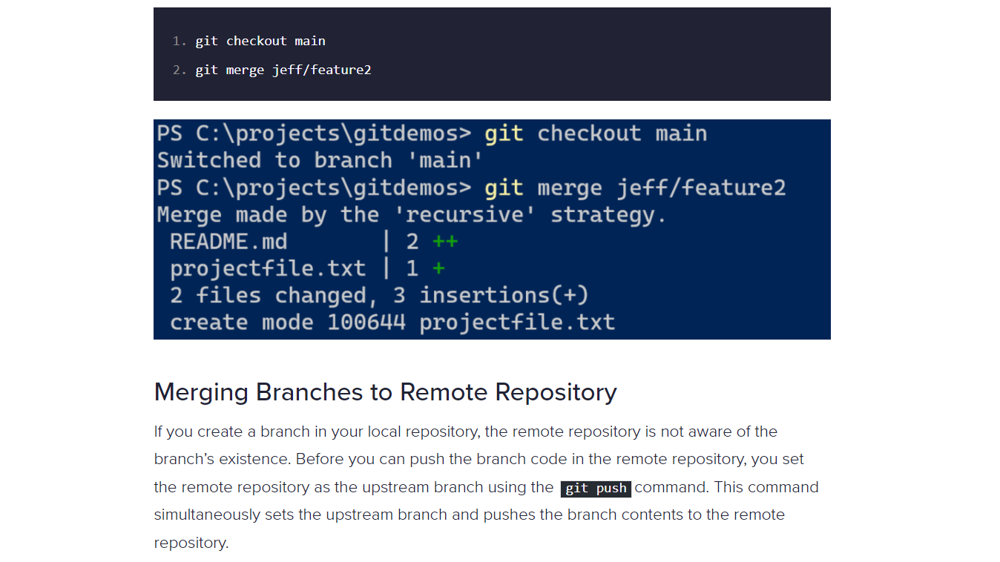 1. git checkout main
2. git merge jeff/feature2
PS C:\projects\gitdemos> git checkout main
Switched to branch 'main'
PS C:\projects\gitdemos> git merge jeff/feature2
Merge made by the 'recursive' strategy.
README.md | 2 ++
projectfile.txt | 1 +
2 files changed, 3 insertions(+)
create mode 100644 projectfile.txt
Merging Branches to Remote Repository
If you create a branch in your local repository, the remote repository is not aware of the
branch’s existence. Before you can push the branch code in the remote repository, you set
the remote repository as the upstream branch using the git push command. This command
simultaneously sets the upstream branch and pushes the branch contents to the remote
repository.